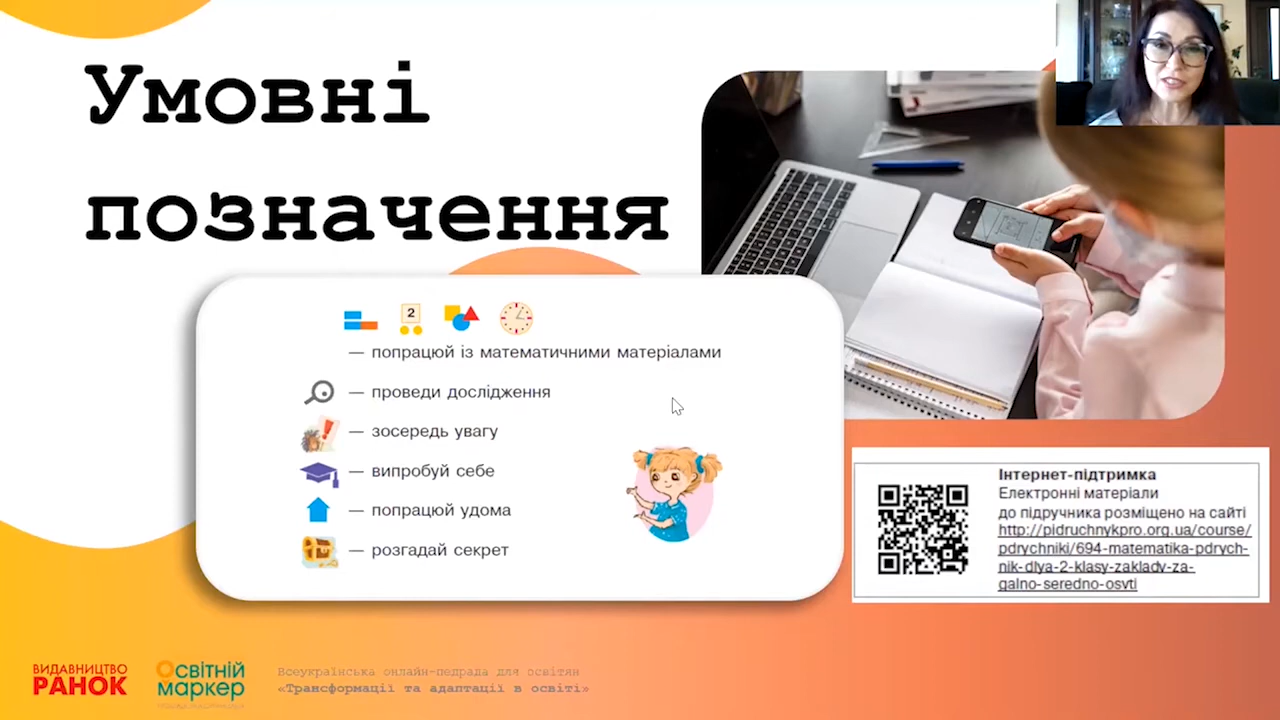 Умовні
позначення
2
— попрацюй із математичними матеріалами
— проведи дослідження
— зосередь увагу
— випробуй себе
— попрацюй удома
— розгадай секрет
Інтернет-підтримка
Електронні матеріали
до підручника розміщено на сайті
http://pidruchnykpro.org.ua/course/
pdrychniki/694-matematika-pdrych-
nik-dlya-2-klasy-zaklady-za-
galno-seredno-osvti
ВИДАВНИЦТВО
РАНОК
Освітній
маркер
Всеукраїнська онлайн-педрада для освітян
«Трансформації та адаптації в освіті»